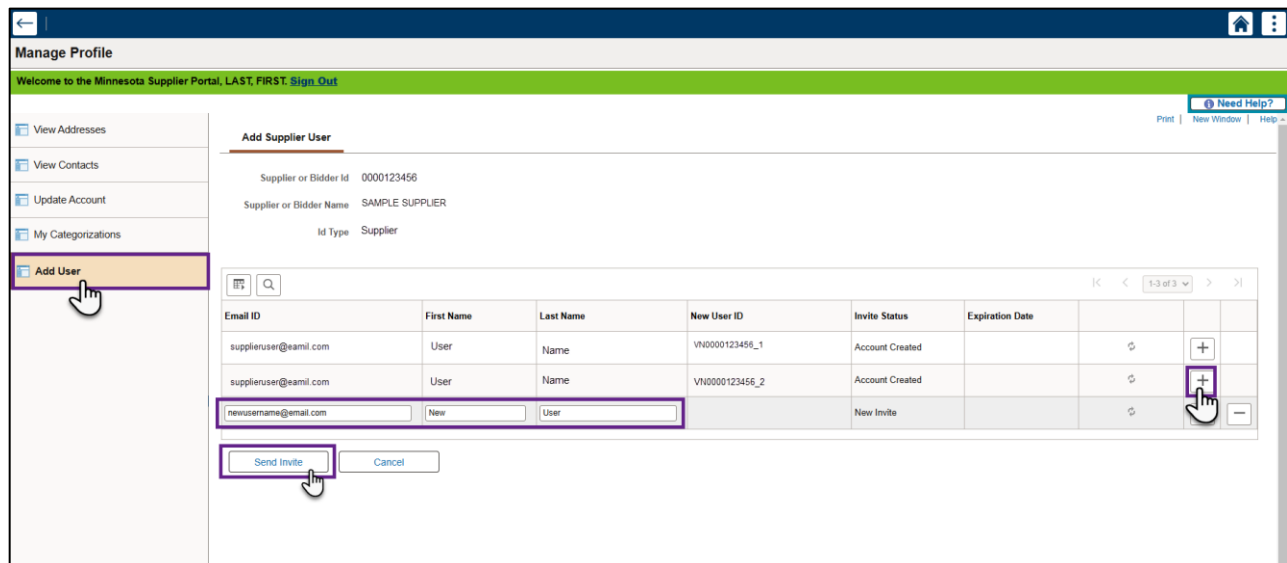 Manage Profile
Welcome to the Minnesota Supplier Portal, LAST, FIRST. Sign Out
Need Help?
Print | New Window | Help
View Addresses
View Contacts
Update Account
My Categorizations
Add User
Add Supplier User
Supplier or Bidder Id 0000123456
Supplier or Bidder Name SAMPLE SUPPLIER
Id Type Supplier
1-3 of 3
Email ID First Name Last Name New User ID Invite Status Expiration Date
supplieruser@eamil.com User Name VN0000123456_1 Account Created
supplieruser@eamil.com User Name VN0000123456_2 Account Created
newusername@email.com New User New Invite
Send Invite Cancel